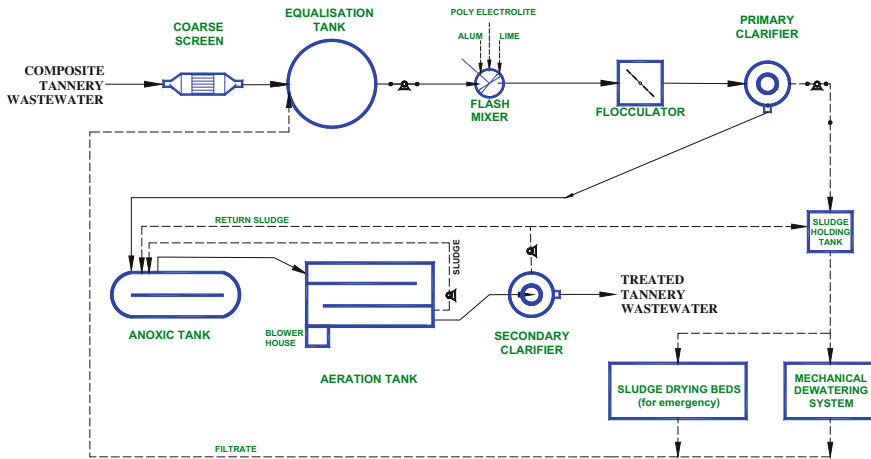 COARSE
SCREEN
EQUALISATION
TANK
POLY ELECTROLITE
ALUM
LIME
PRIMARY
CLARIFIER
COMPOSITE
TANNERY
WASTEWATER
FLASH
MIXER
FLOCCULATOR
RETURN SLUDGE
SLUDGE
SLUDGE
HOLDING
TANK
ANOXIC TANK
BLOWER
HOUSE
AERATION TANK
SECONDARY
CLARIFIER
TREATED
TANNERY
WASTEWATER
SLUDGE DRYING BEDS
(for emergency)
MECHANICAL
DEWATERING
SYSTEM
FILTRATE